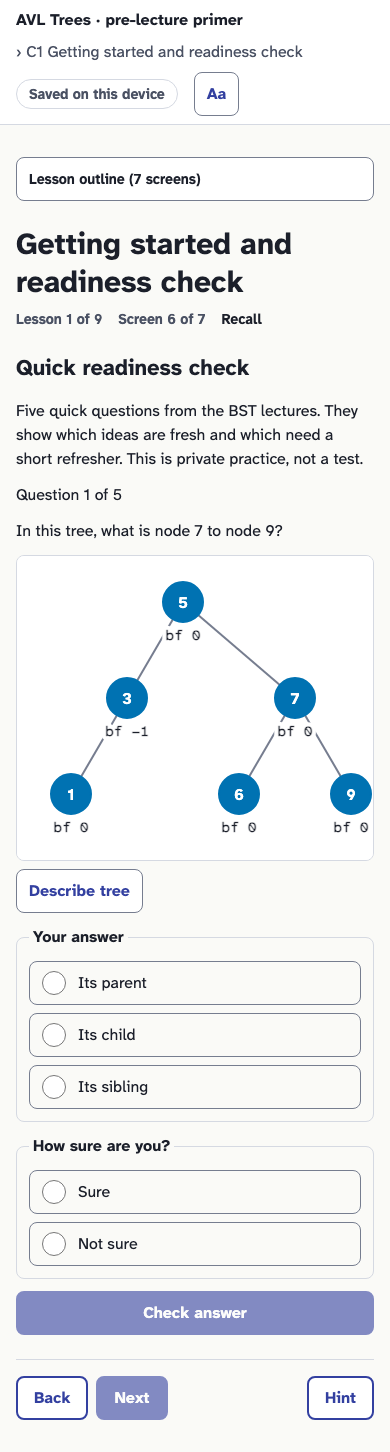 AVL Trees · pre-lecture primer
› C1 Getting started and readiness check
Saved on this device
Aa
Lesson outline (7 screens)
Getting started and
readiness check
Lesson 1 of 9 Screen 6 of 7 Recall
Quick readiness check
Five quick questions from the BST lectures. They
show which ideas are fresh and which need a
short refresher. This is private practice, not a test.
Question 1 of 5
In this tree, what is node 7 to node 9?
5
bf 0
3 7
bf −1 bf 0
1 6 9
bf 0 bf 0 bf 0
Describe tree
Your answer
Its parent
Its child
Its sibling
How sure are you?
Sure
Not sure
Check answer
Back Next Hint